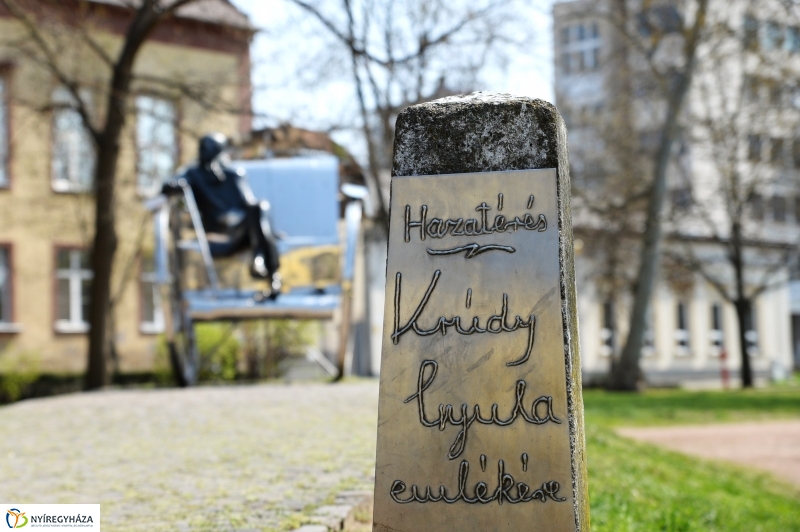 Hazatérés
Krúdy
Gyula
emlékére
NYÍREGYHÁZA